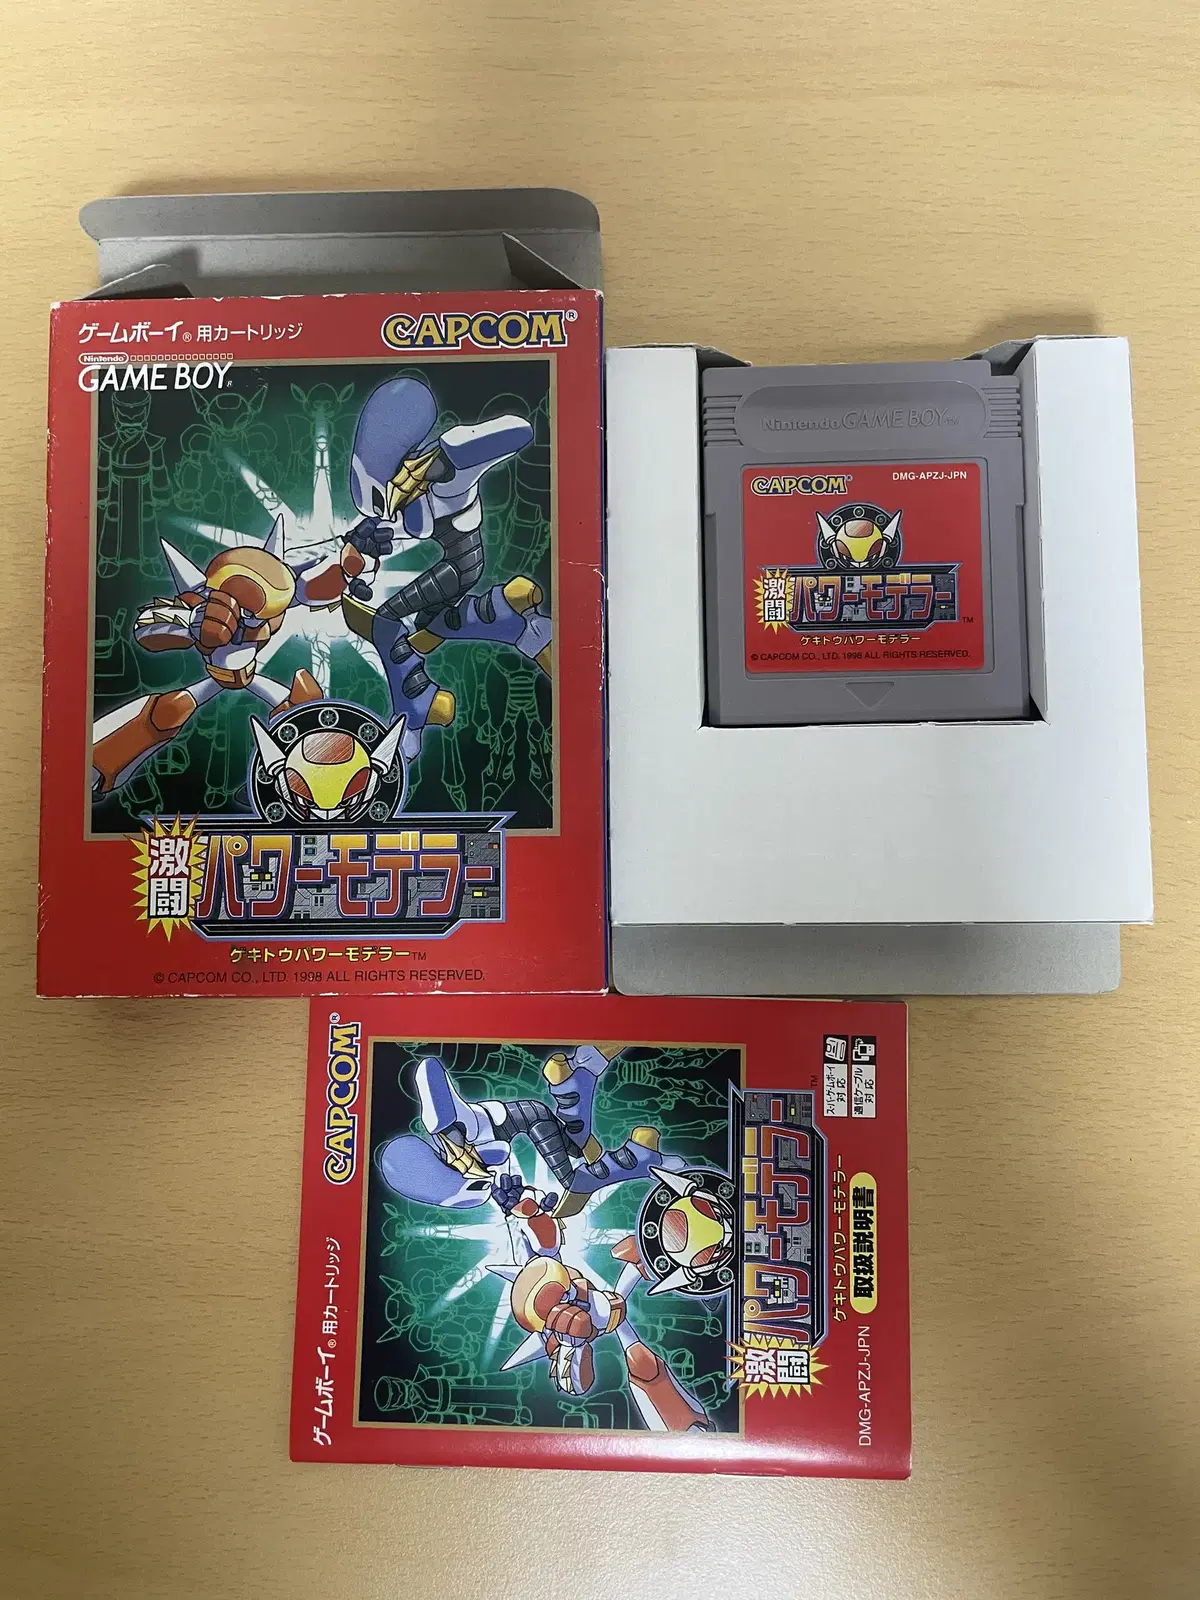 ゲームボーイ®用カートリッジ
CAPCOM®
Nintendo
GAME BOY®
激闘
パワーモデラー
ゲキトウパワーモデラー™
© CAPCOM CO., LTD. 1998 ALL RIGHTS RESERVED.
Nintendo GAME BOY™
CAPCOM®
DMG-APZJ-JPN
激闘
パワーモデラー™
ゲキトウパワーモデラー
© CAPCOM CO., LTD. 1998 ALL RIGHTS RESERVED.
ゲームボーイ®用カートリッジ
CAPCOM®
激闘
パワーモデラー™
ゲキトウパワーモデラー
取扱説明書
DMG-APZJ-JPN
スーパーゲームボーイ
対応
通信ケーブル
対応